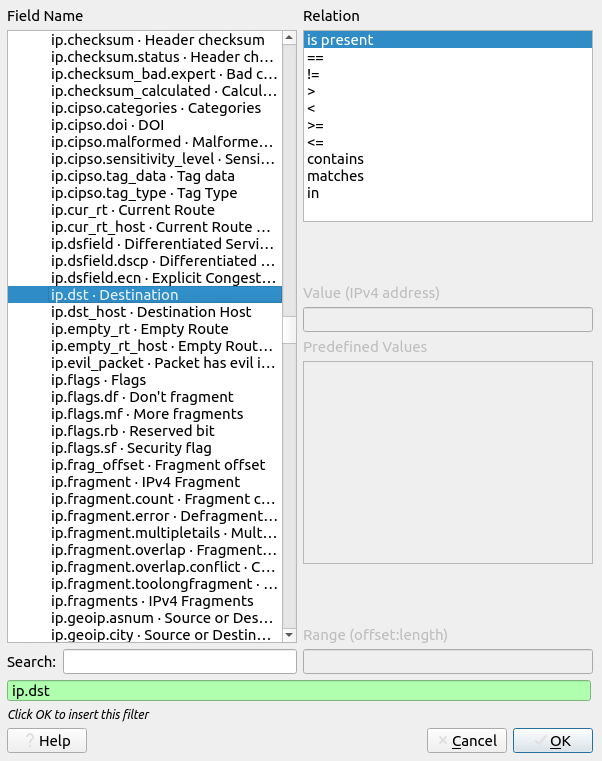 Field Name
ip.checksum · Header checksum
ip.checksum.status · Header ch…
ip.checksum_bad.expert · Bad c…
ip.checksum_calculated · Calcul…
ip.cipso.categories · Categories
ip.cipso.doi · DOI
ip.cipso.malformed · Malforme…
ip.cipso.sensitivity_level · Sensi…
ip.cipso.tag_data · Tag data
ip.cipso.tag_type · Tag Type
ip.cur_rt · Current Route
ip.cur_rt_host · Current Route …
ip.dsfield · Differentiated Servi…
ip.dsfield.dscp · Differentiated …
ip.dsfield.ecn · Explicit Congest…
ip.dst · Destination
ip.dst_host · Destination Host
ip.empty_rt · Empty Route
ip.empty_rt_host · Empty Rout…
ip.evil_packet · Packet has evil i…
ip.flags · Flags
ip.flags.df · Don't fragment
ip.flags.mf · More fragments
ip.flags.rb · Reserved bit
ip.flags.sf · Security flag
ip.frag_offset · Fragment offset
ip.fragment · IPv4 Fragment
ip.fragment.count · Fragment c…
ip.fragment.error · Defragment…
ip.fragment.multipletails · Mult…
ip.fragment.overlap · Fragment…
ip.fragment.overlap.conflict · C…
ip.fragment.toolongfragment · …
ip.fragments · IPv4 Fragments
ip.geoip.asnum · Source or Des…
ip.geoip.city · Source or Destin…
Search:
Relation
is present
==
!=
>
<
>=
<=
contains
matches
in
Value (IPv4 address)
Predefined Values
Range (offset:length)
ip.dst
Click OK to insert this filter
? Help
Cancel
OK